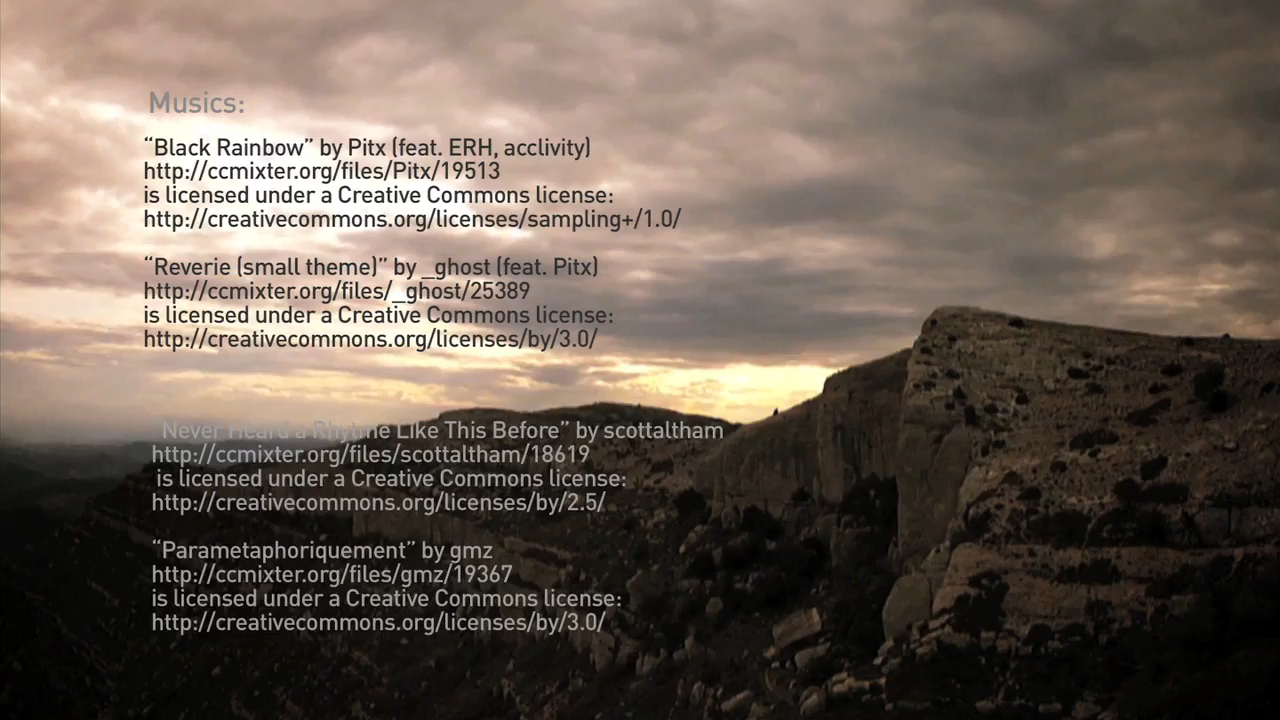 Musics:
“Black Rainbow” by Pitx (feat. ERH, acclivity)
http://ccmixter.org/files/Pitx/19513
is licensed under a Creative Commons license:
http://creativecommons.org/licenses/sampling+/1.0/
“Reverie (small theme)” by _ghost (feat. Pitx)
http://ccmixter.org/files/_ghost/25389
is licensed under a Creative Commons license:
http://creativecommons.org/licenses/by/3.0/
Never Heard a Rhyme Like This Before” by scottaltham
http://ccmixter.org/files/scottaltham/18619
is licensed under a Creative Commons license:
http://creativecommons.org/licenses/by/2.5/
“Parametaphoriquement” by gmz
http://ccmixter.org/files/gmz/19367
is licensed under a Creative Commons license:
http://creativecommons.org/licenses/by/3.0/